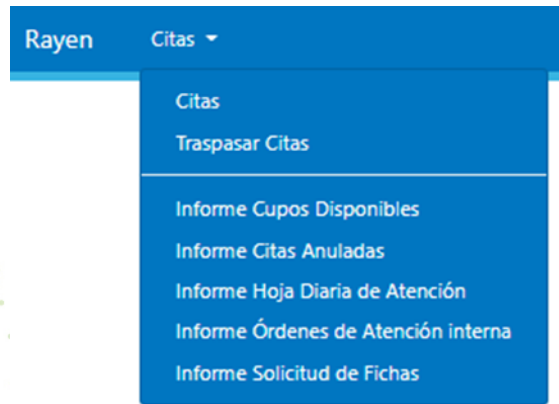 Rayen Citas
Citas
Traspasar Citas
Informe Cupos Disponibles
Informe Citas Anuladas
Informe Hoja Diaria de Atención
Informe Órdenes de Atención interna
Informe Solicitud de Fichas